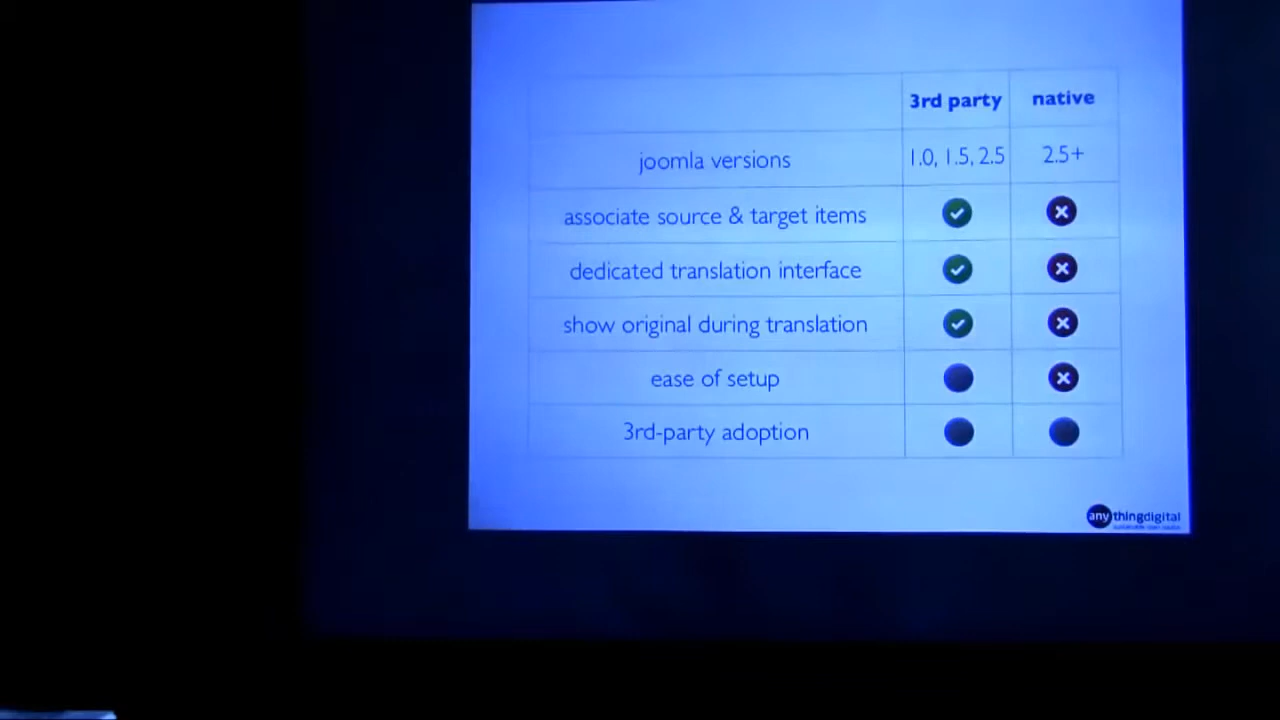 3rd party native
joomla versions 1.0, 1.5, 2.5 2.5+
associate source & target items
dedicated translation interface
show original during translation
ease of setup
3rd-party adoption
anythingdigital